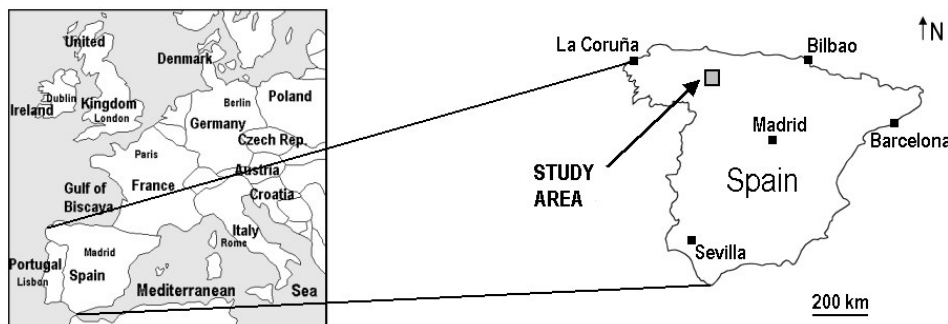 United
Kingdom
Ireland
Dublin
London
Denmark
Berlin
Germany
Poland
Czech Rep.
Paris
France
Austria
Croatia
Gulf of
Biscaya
Italy
Rome
Portugal
Lisbon
Madrid
Spain
Mediterranean Sea
La Coruña
Bilbao
↑N
Madrid
Barcelona
STUDY
AREA
Spain
Sevilla
200 km